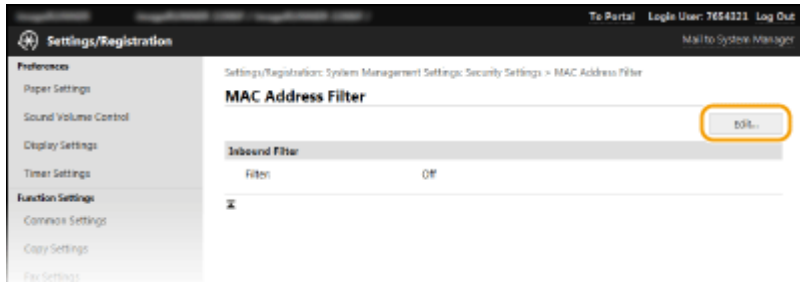 To Portal Login User: 7654321 Log Out
Settings/Registration
Mail to System Manager
Preferences
Paper Settings
Sound Volume Control
Display Settings
Timer Settings
Function Settings
Common Settings
Copy Settings
Fax Settings
Settings/Registration: System Management Settings: Security Settings > MAC Address Filter
MAC Address Filter
Edit...
Inbound Filter
Filter: Off